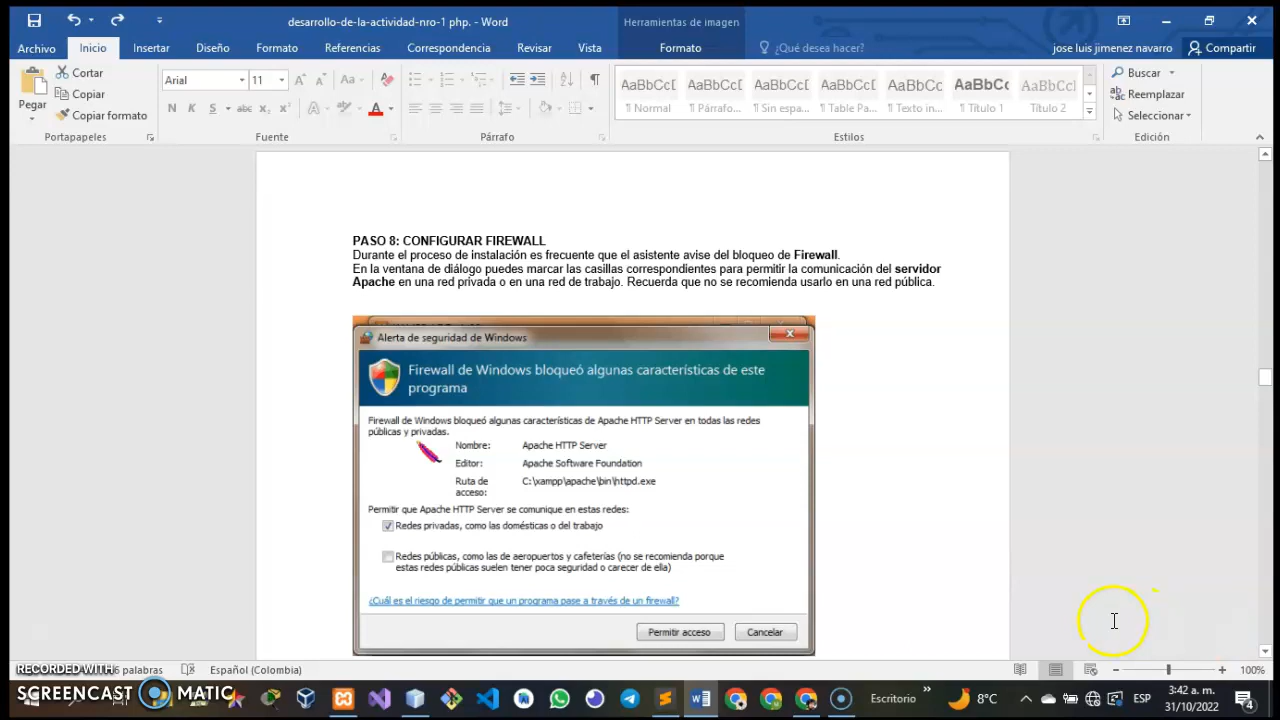 desarrollo-de-la-actividad-nro-1 php. - Word
Herramientas de imagen
Archivo Inicio Insertar Diseño Formato Referencias Correspondencia Revisar Vista Formato ¿Qué desea hacer? jose luis jimenez navarro Compartir
Pegar
Cortar
Copiar
Copiar formato
Portapapeles
Arial 11
Aa
N K S abc X₂ X²
A A
Fuente
Párrafo
AaBbCcD AaBbCcD AaBbCcD AaBbCcD AaBbCcD AaBbCc AaBbCcD
¶ Normal ¶ Párrafo... ¶ Sin espa... ¶ Table Pa... ¶ Texto in... ¶ Título 1 Título 2
Estilos
Buscar
Reemplazar
Seleccionar
Edición
PASO 8: CONFIGURAR FIREWALL
Durante el proceso de instalación es frecuente que el asistente avise del bloqueo de Firewall.
En la ventana de diálogo puedes marcar las casillas correspondientes para permitir la comunicación del servidor
Apache en una red privada o en una red de trabajo. Recuerda que no se recomienda usarlo en una red pública.
Alerta de seguridad de Windows
Firewall de Windows bloqueó algunas características de este
programa
Firewall de Windows bloqueó algunas características de Apache HTTP Server en todas las redes
públicas y privadas.
Nombre: Apache HTTP Server
Editor: Apache Software Foundation
Ruta de C:\xampp\apache\bin\httpd.exe
acceso:
Permitir que Apache HTTP Server se comunique en estas redes:
Redes privadas, como las domésticas o del trabajo
Redes públicas, como las de aeropuertos y cafeterías (no se recomienda porque
estas redes públicas suelen tener poca seguridad o carecer de ella)
¿Cuál es el riesgo de permitir que un programa pase a través de un firewall?
Permitir acceso Cancelar
RECORDED WITH
palabras Español (Colombia) 100%
SCREENCAST MATIC
Escritorio 8°C ESP
3:42 a. m.
31/10/2022
4